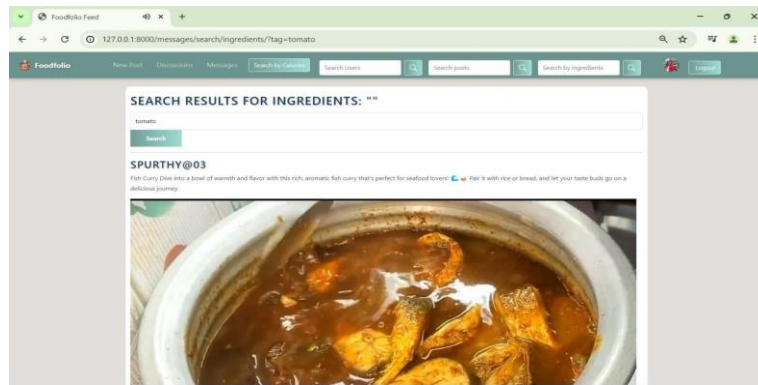 Foodfolio Feed
127.0.0.1:8000/messages/search/ingredients/?tag=tomato
Foodfolio New Post Discussions Messages Search by Calories Search Users Search posts Search by ingredients Logout
SEARCH RESULTS FOR INGREDIENTS: ""
tomato
Search
SPURTHY@03
Fish Curry Dive into a bowl of warmth and flavor with this rich, aromatic fish curry that's perfect for seafood lovers! 🌊 🍛 Pair it with rice or bread, and let your taste buds go on a
delicious journey.